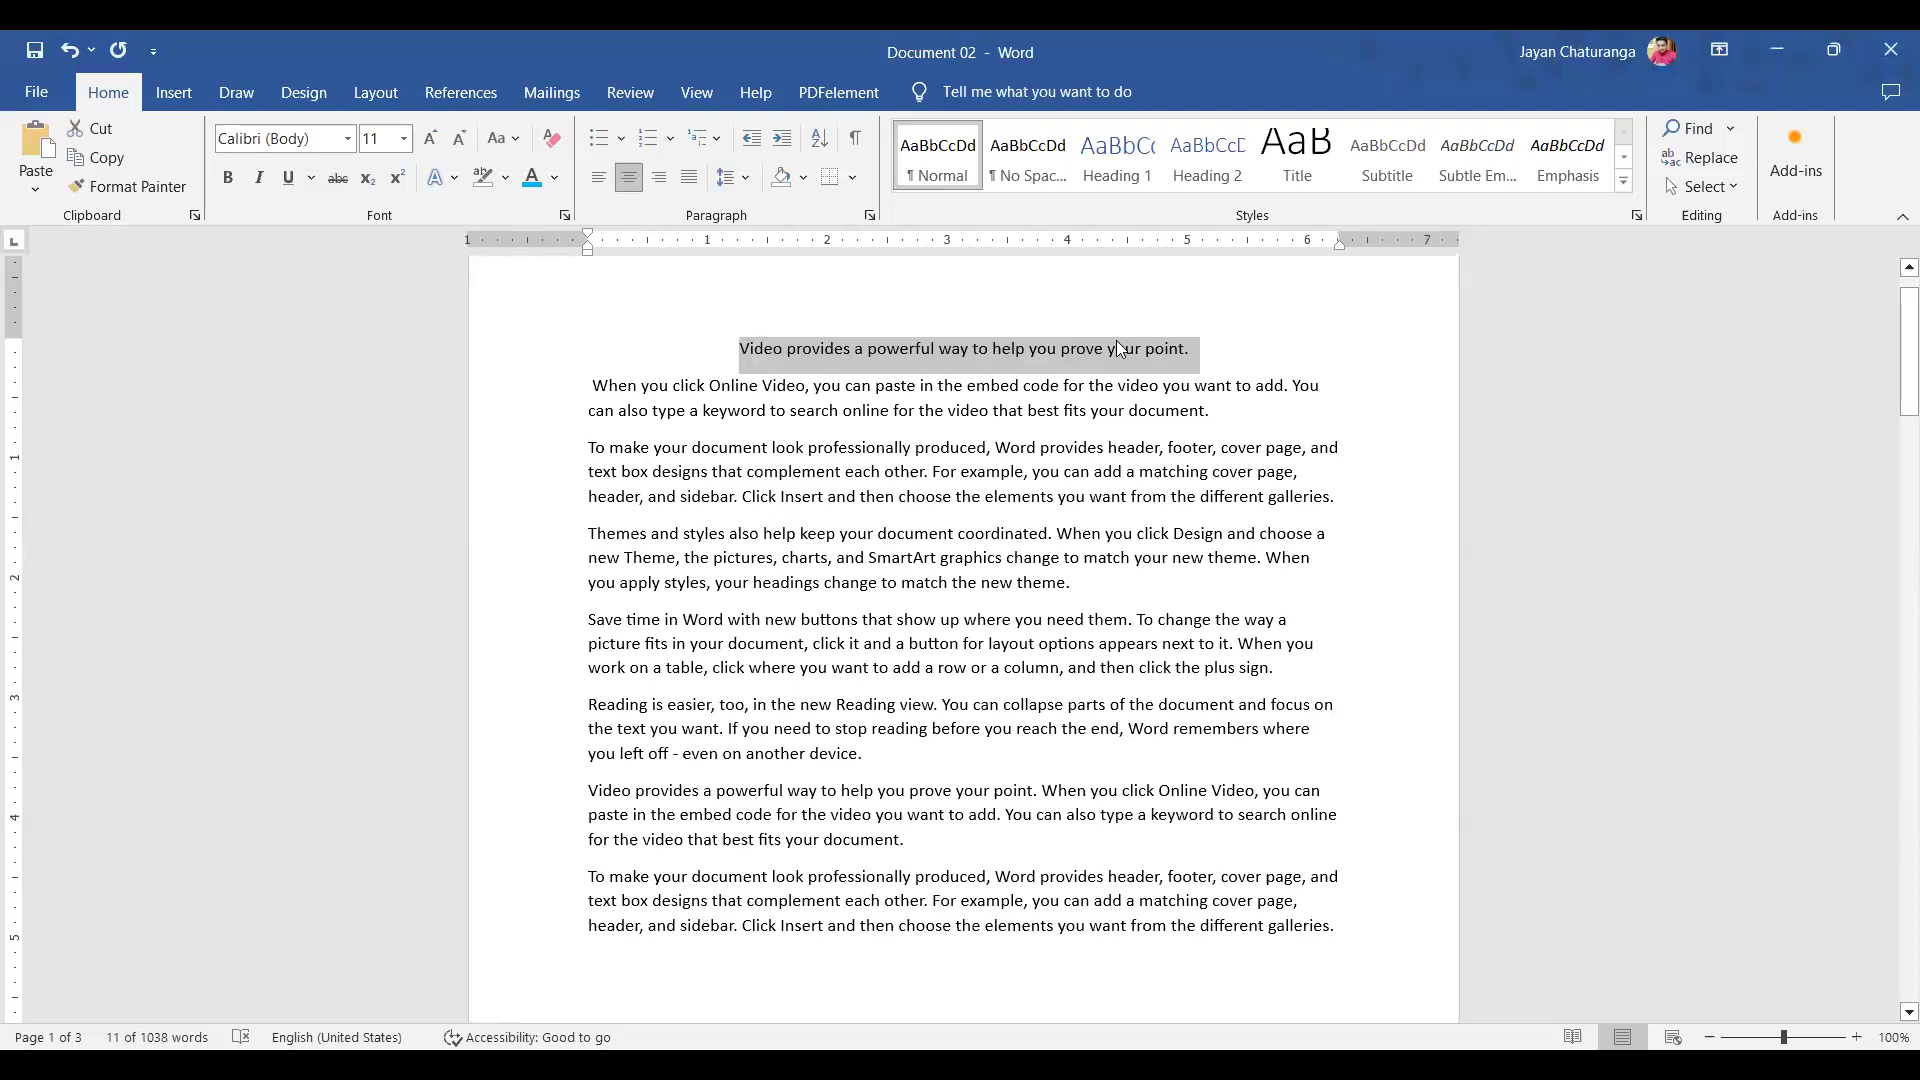 Document 02 - Word
Jayan Chaturanga
File Home Insert Draw Design Layout References Mailings Review View Help PDFelement Tell me what you want to do
Paste
Cut
Copy
Format Painter
Clipboard
Calibri (Body) 11
Font
Paragraph
AaBbCcDd AaBbCcDd AaBbCc AaBbCcC AaB AaBbCcDd AaBbCcDd AaBbCcDd
¶ Normal ¶ No Spac... Heading 1 Heading 2 Title Subtitle Subtle Em... Emphasis
Styles
Find
Replace
Select
Editing
Add-ins
Add-ins
1 1 2 3 4 5 6 7
Video provides a powerful way to help you prove your point.
When you click Online Video, you can paste in the embed code for the video you want to add. You
can also type a keyword to search online for the video that best fits your document.
To make your document look professionally produced, Word provides header, footer, cover page, and
text box designs that complement each other. For example, you can add a matching cover page,
header, and sidebar. Click Insert and then choose the elements you want from the different galleries.
Themes and styles also help keep your document coordinated. When you click Design and choose a
new Theme, the pictures, charts, and SmartArt graphics change to match your new theme. When
you apply styles, your headings change to match the new theme.
Save time in Word with new buttons that show up where you need them. To change the way a
picture fits in your document, click it and a button for layout options appears next to it. When you
work on a table, click where you want to add a row or a column, and then click the plus sign.
Reading is easier, too, in the new Reading view. You can collapse parts of the document and focus on
the text you want. If you need to stop reading before you reach the end, Word remembers where
you left off - even on another device.
Video provides a powerful way to help you prove your point. When you click Online Video, you can
paste in the embed code for the video you want to add. You can also type a keyword to search online
for the video that best fits your document.
To make your document look professionally produced, Word provides header, footer, cover page, and
text box designs that complement each other. For example, you can add a matching cover page,
header, and sidebar. Click Insert and then choose the elements you want from the different galleries.
1
2
3
4
5
Page 1 of 3 11 of 1038 words English (United States) Accessibility: Good to go 100%